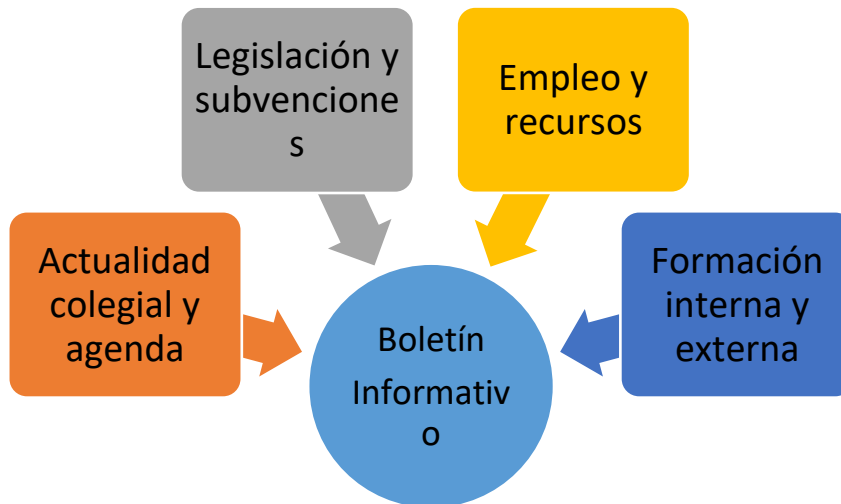 Legislación y
subvencione
s
Empleo y
recursos
Actualidad
colegial y
agenda
Formación
interna y
externa
Boletín
Informativ
o